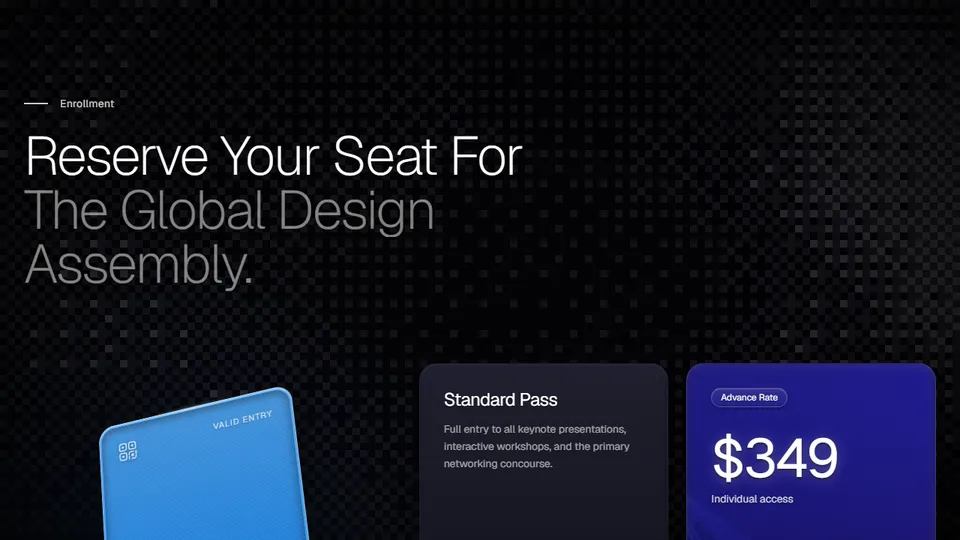 Enrollment
Reserve Your Seat For
The Global Design
Assembly.
VALID ENTRY
Standard Pass
Full entry to all keynote presentations,
interactive workshops, and the primary
networking concourse.
Advance Rate
$349
Individual access